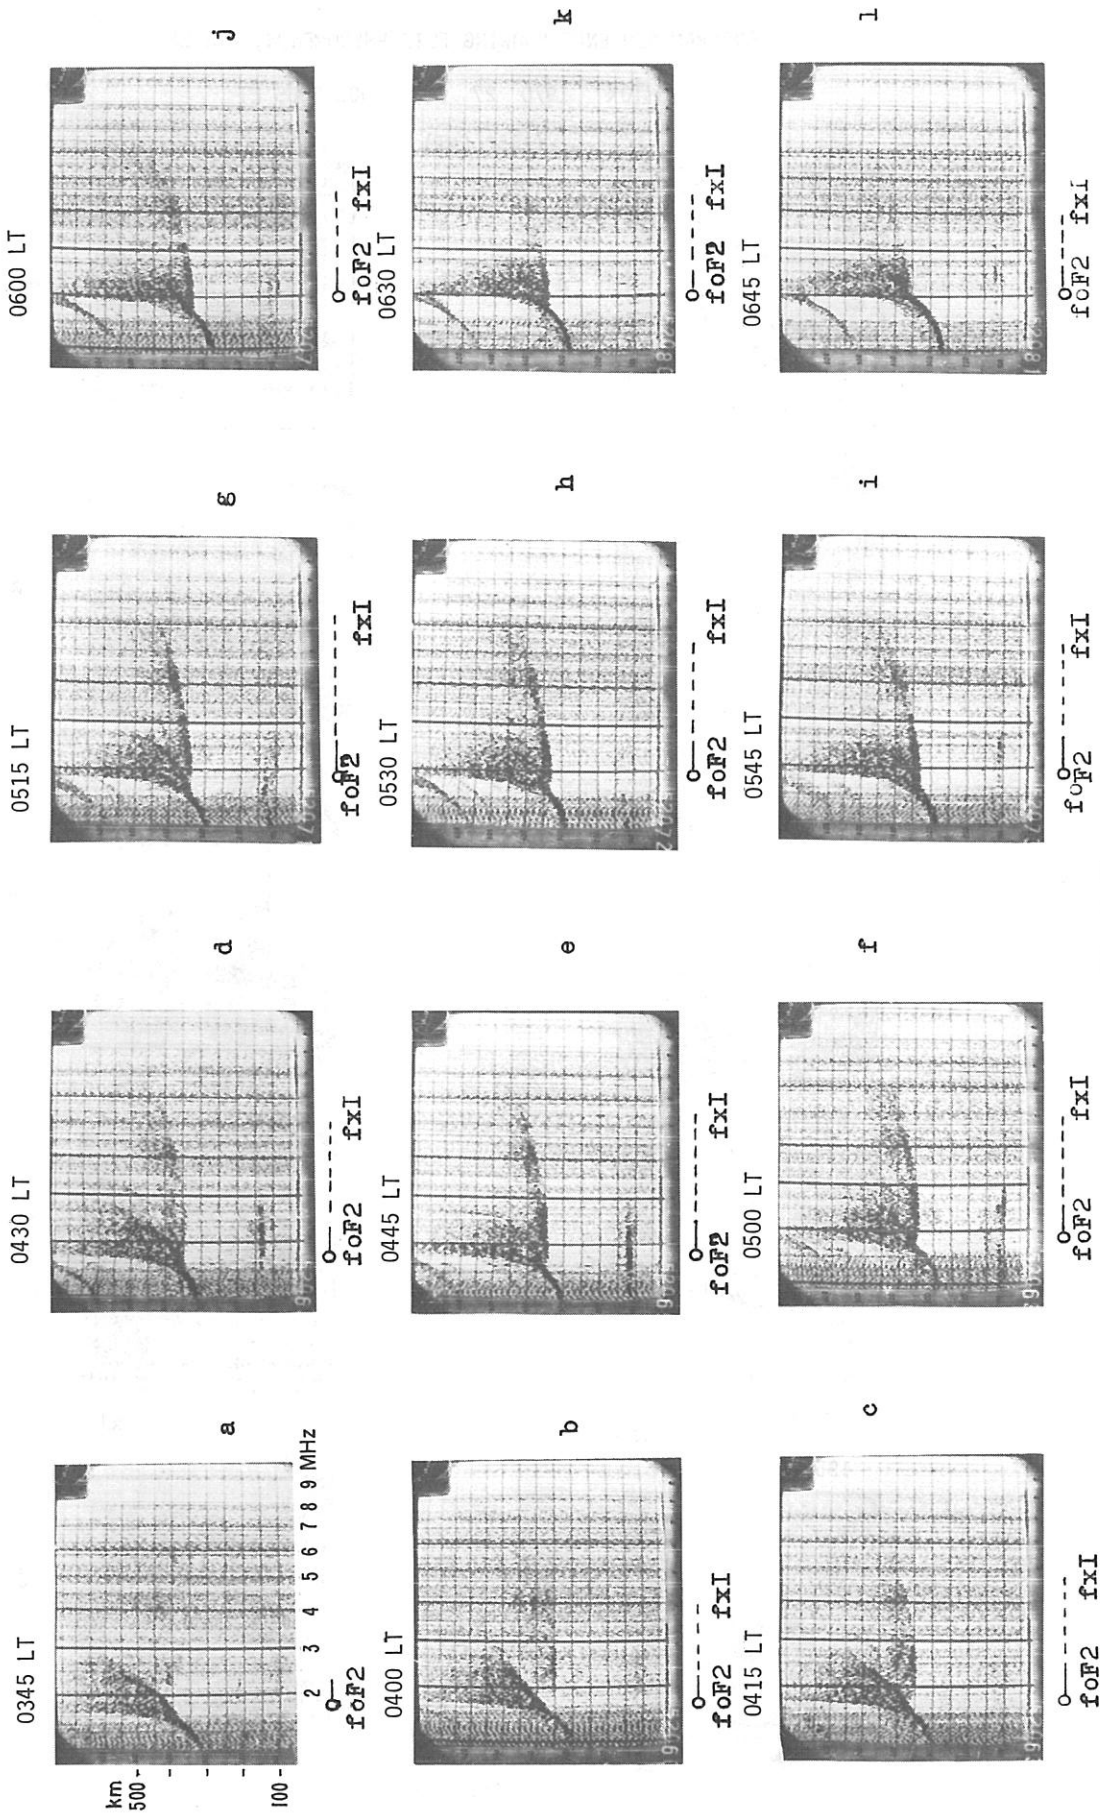 0345 LT
km
500
100
2 3 4 5 6 7 8 9 MHz
foF2
a
0400 LT
foF2 fxI
b
0415 LT
foF2 fxI
c
0430 LT
foF2 fxI
d
0445 LT
foF2 fxI
e
0500 LT
foF2 fxI
f
0515 LT
foF2 fxI
g
0530 LT
foF2 fxI
h
0545 LT
foF2 fxI
i
0600 LT
foF2 fxI
j
0630 LT
foF2 fxI
k
0645 LT
foF2 fxI
l